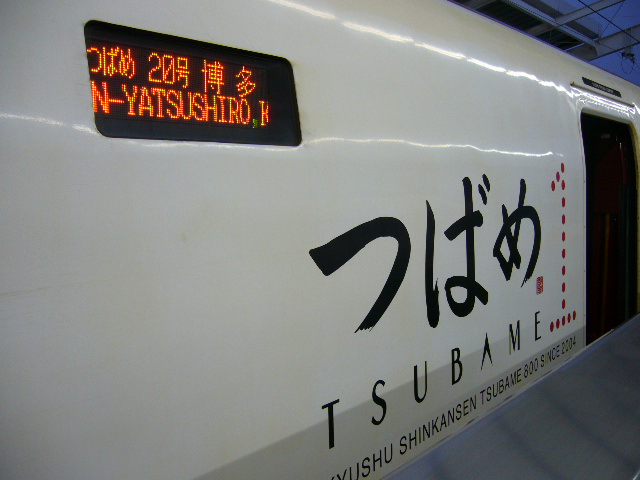 つばめ 20号 博多
N-YATSUSHIRO, K
つばめ
TSUBAME
KYUSHU SHINKANSEN TSUBAME 800 SINCE 2004
1